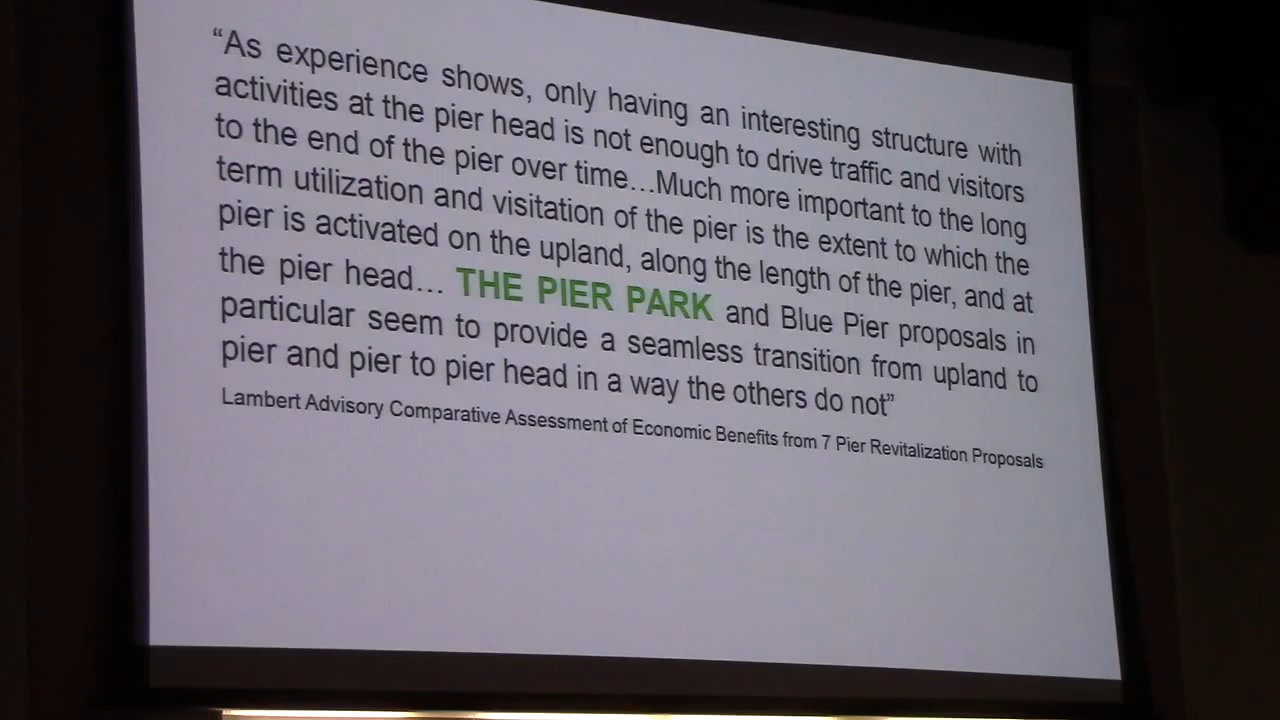 “As experience shows, only having an interesting structure with
activities at the pier head is not enough to drive traffic and visitors
to the end of the pier over time…Much more important to the long
term utilization and visitation of the pier is the extent to which the
pier is activated on the upland, along the length of the pier, and at
the pier head… THE PIER PARK and Blue Pier proposals in
particular seem to provide a seamless transition from upland to
pier and pier to pier head in a way the others do not”
Lambert Advisory Comparative Assessment of Economic Benefits from 7 Pier Revitalization Proposals